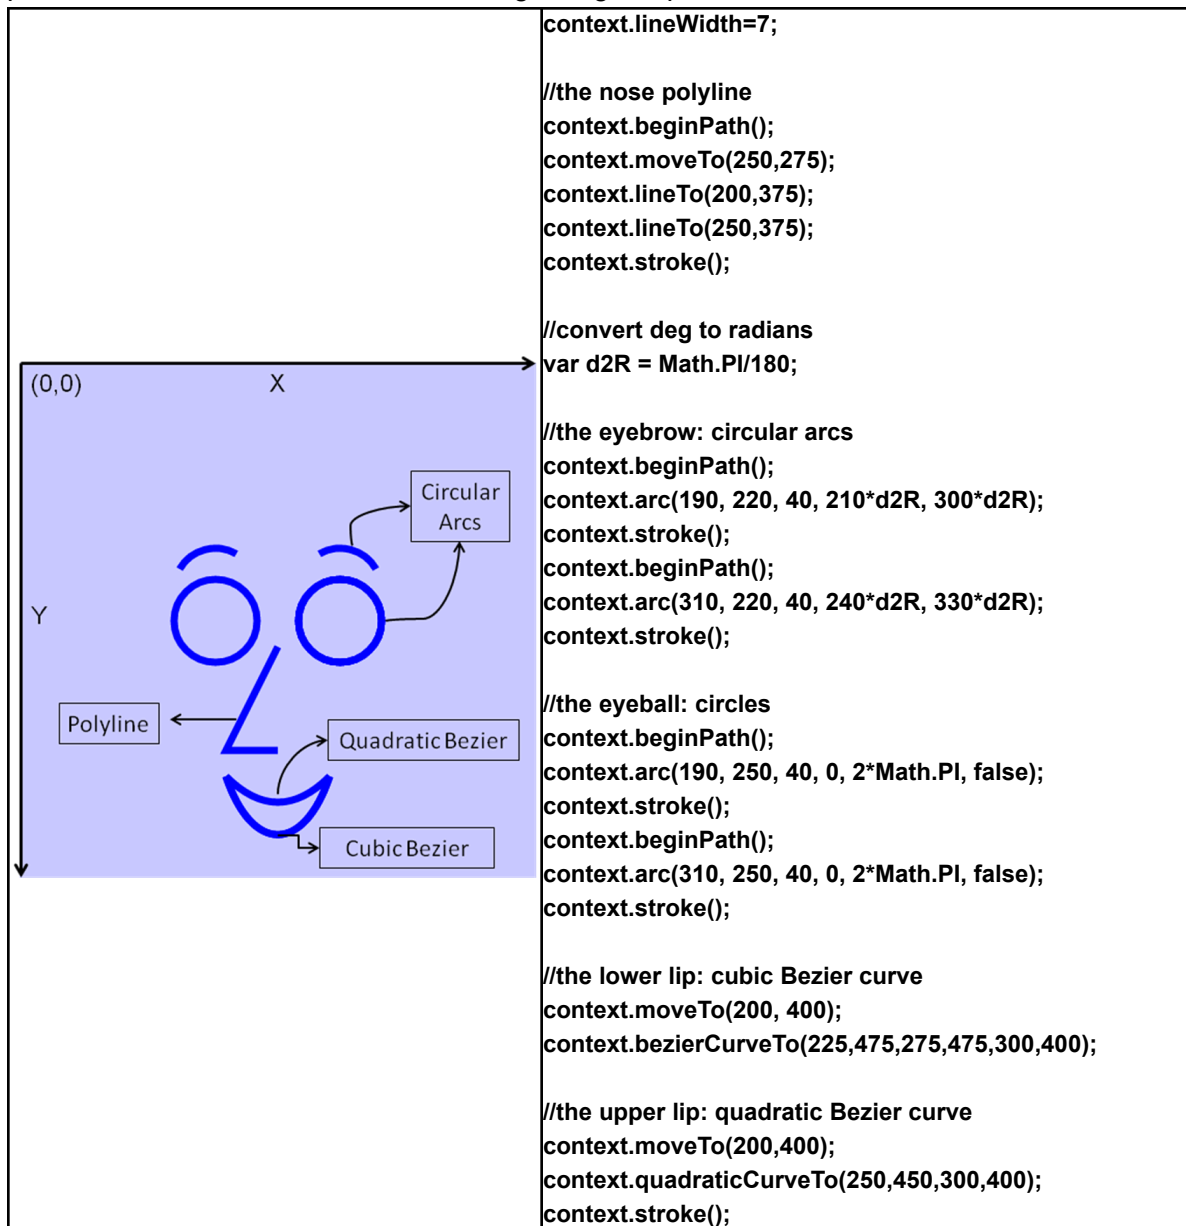 (0,0)
X
Circular
Arcs
Y
Polyline
Quadratic Bezier
Cubic Bezier
context.lineWidth=7;
//the nose polyline
context.beginPath();
context.moveTo(250,275);
context.lineTo(200,375);
context.lineTo(250,375);
context.stroke();
//convert deg to radians
var d2R = Math.PI/180;
//the eyebrow: circular arcs
context.beginPath();
context.arc(190, 220, 40, 210*d2R, 300*d2R);
context.stroke();
context.beginPath();
context.arc(310, 220, 40, 240*d2R, 330*d2R);
context.stroke();
//the eyeball: circles
context.beginPath();
context.arc(190, 250, 40, 0, 2*Math.PI, false);
context.stroke();
context.beginPath();
context.arc(310, 250, 40, 0, 2*Math.PI, false);
context.stroke();
//the lower lip: cubic Bezier curve
context.moveTo(200, 400);
context.bezierCurveTo(225,475,275,475,300,400);
//the upper lip: quadratic Bezier curve
context.moveTo(200,400);
context.quadraticCurveTo(250,450,300,400);
context.stroke();